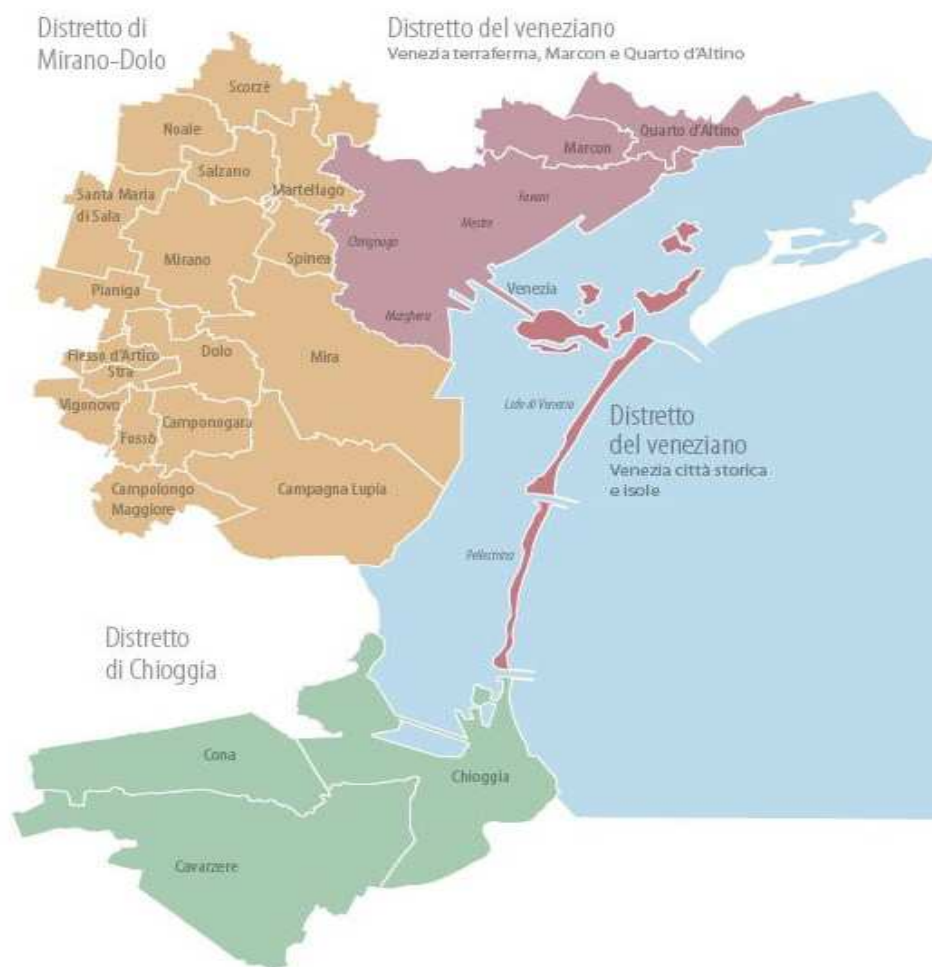 Distretto di
Mirano-Dolo
Distretto del veneziano
Venezia terraferma, Marcon e Quarto d'Altino
Scorzè
Noale
Quarto d'Altino
Marcon
Salzano
Martellago
Santa Maria
di Sala
Favaro
Mestre
Chirignago
Mirano
Spinea
Pianiga
Venezia
Marghera
Dolo
Mira
Fiesso d'Artico
Stra
Vigonovo
Lido di Venezia
Distretto
del veneziano
Venezia città storica
e isole
Camponogara
Fossò
Campolongo
Maggiore
Campagna Lupia
Pellestrina
Distretto
di Chioggia
Cona
Chioggia
Cavarzere